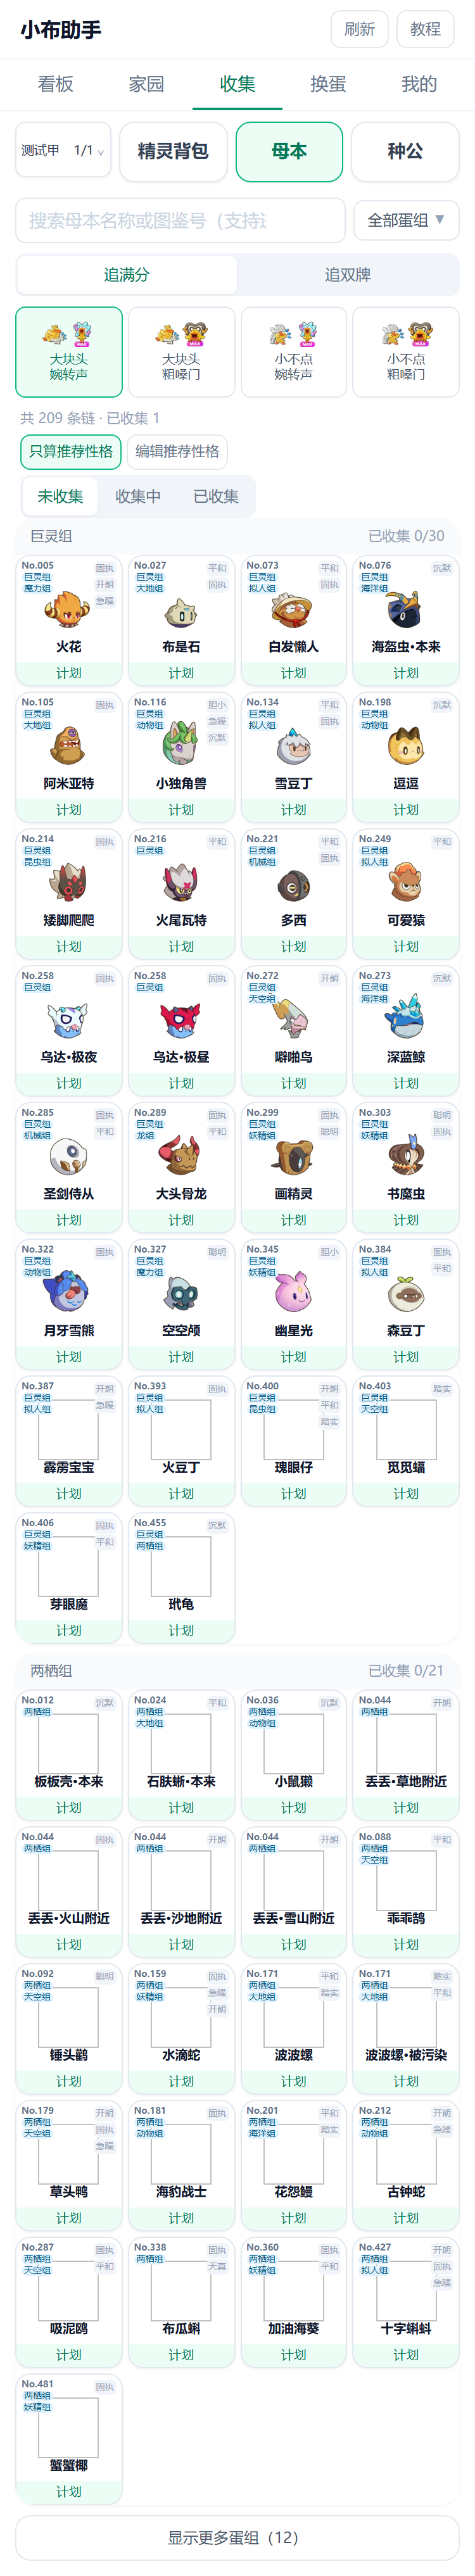 小布助手
刷新
教程
看板
家园
收集
换蛋
我的
测试甲 1/1
精灵背包
母本
种公
全部蛋组 ▼
追满分
追双牌
大块头
婉转声
大块头
粗嗓门
小不点
婉转声
小不点
粗嗓门
共 209 条链 · 已收集 1
只算推荐性格
编辑推荐性格
未收集
收集中
已收集
巨灵组
已收集 0/30
No.005
巨灵组
魔力组
固执
开朗
急躁
火花
计划
No.027
巨灵组
大地组
平和
固执
布是石
计划
No.073
巨灵组
拟人组
平和
固执
白发懒人
计划
No.076
巨灵组
海洋组
沉默
海盔虫·本来
计划
No.105
巨灵组
大地组
固执
阿米亚特
计划
No.116
巨灵组
动物组
胆小
急躁
沉默
小独角兽
计划
No.134
巨灵组
拟人组
平和
固执
雪豆丁
计划
No.198
巨灵组
动物组
沉默
逗逗
计划
No.214
巨灵组
昆虫组
固执
矮脚爬爬
计划
No.216
巨灵组
平和
火尾瓦特
计划
No.221
巨灵组
机械组
平和
固执
多西
计划
No.249
巨灵组
拟人组
平和
可爱猿
计划
No.258
巨灵组
固执
乌达·极夜
计划
No.258
巨灵组
固执
乌达·极昼
计划
No.272
巨灵组
天空组
开朗
噼啪鸟
计划
No.273
巨灵组
海洋组
沉默
深蓝鲸
计划
No.285
巨灵组
机械组
固执
平和
圣剑侍从
计划
No.289
巨灵组
龙组
固执
平和
大头骨龙
计划
No.299
巨灵组
妖精组
固执
聪明
画精灵
计划
No.303
巨灵组
妖精组
聪明
固执
书魔虫
计划
No.322
巨灵组
动物组
固执
月牙雪熊
计划
No.327
巨灵组
魔力组
聪明
空空颅
计划
No.345
巨灵组
妖精组
胆小
幽星光
计划
No.384
巨灵组
拟人组
固执
平和
森豆丁
计划
No.387
巨灵组
拟人组
开朗
急躁
霹雳宝宝
计划
No.393
巨灵组
拟人组
固执
火豆丁
计划
No.400
巨灵组
昆虫组
开朗
平和
踏实
瑰眼仔
计划
No.403
巨灵组
天空组
踏实
觅觅蝠
计划
No.406
巨灵组
妖精组
固执
平和
芽眼魔
计划
No.455
巨灵组
两栖组
沉默
玳龟
计划
两栖组
已收集 0/21
No.012
两栖组
沉默
板板壳·本来
计划
No.024
两栖组
大地组
平和
石肤蜥·本来
计划
No.036
两栖组
动物组
沉默
小鼠獭
计划
No.044
两栖组
开朗
丢丢·草地附近
计划
No.044
两栖组
固执
丢丢·火山附近
计划
No.044
两栖组
开朗
丢丢·沙地附近
计划
No.044
两栖组
开朗
丢丢·雪山附近
计划
No.088
两栖组
天空组
平和
乖乖鹄
计划
No.092
两栖组
天空组
聪明
锤头鹳
计划
No.159
两栖组
妖精组
固执
急躁
开朗
水滴蛇
计划
No.171
两栖组
大地组
平和
踏实
波波螺
计划
No.171
两栖组
大地组
踏实
平和
波波螺·被污染
计划
No.179
两栖组
天空组
开朗
固执
急躁
草头鸭
计划
No.181
两栖组
动物组
固执
海豹战士
计划
No.201
两栖组
海洋组
平和
踏实
花怨鳗
计划
No.212
两栖组
动物组
开朗
急躁
古钟蛇
计划
No.287
两栖组
天空组
固执
平和
吸泥鸥
计划
No.338
两栖组
固执
天真
布瓜蝌
计划
No.360
两栖组
妖精组
固执
平和
加油海葵
计划
No.427
两栖组
拟人组
开朗
固执
急躁
十字蝌蚪
计划
No.481
两栖组
妖精组
固执
蟹蟹椰
计划
显示更多蛋组（12）